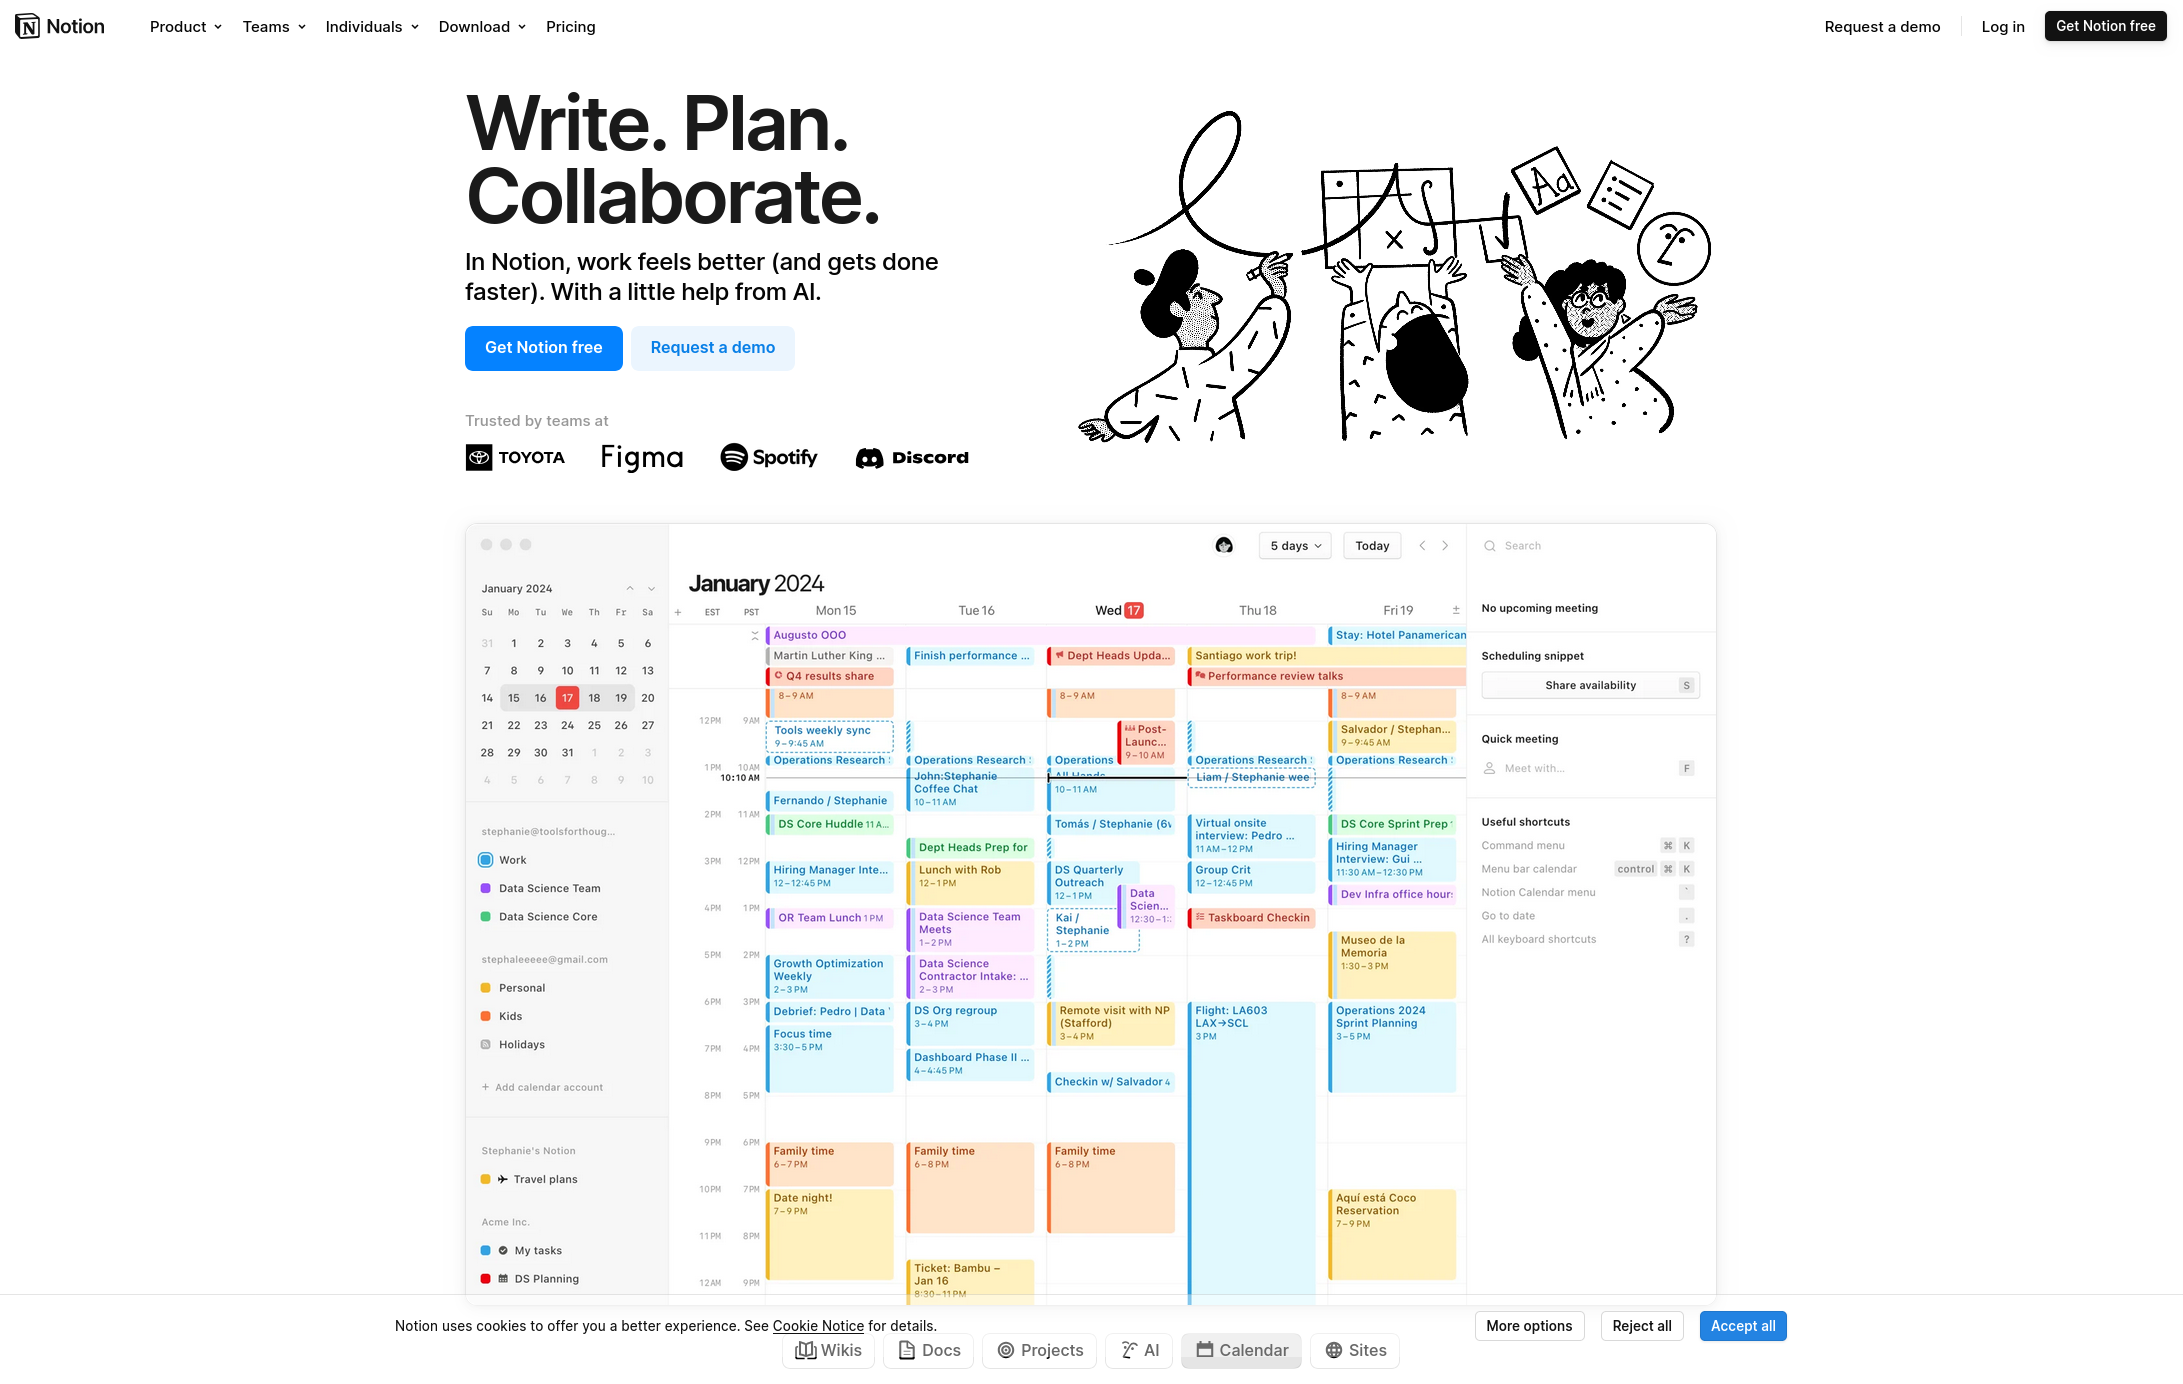 Notion
Product
Teams
Individuals
Download
Pricing
Request a demo
Log in
Get Notion free
Write. Plan.
Collaborate.
In Notion, work feels better (and gets done
faster). With a little help from AI.
Get Notion free
Request a demo
Trusted by teams at
TOYOTA
Figma
Spotify
Discord
Aa
January 2024
Su Mo Tu We Th Fr Sa
31 1 2 3 4 5 6
7 8 9 10 11 12 13
14 15 16 17 18 19 20
21 22 23 24 25 26 27
28 29 30 31 1 2 3
4 5 6 7 8 9 10
stephanie@toolsforthoug...
Work
Data Science Team
Data Science Core
stephaleeeee@gmail.com
Personal
Kids
Holidays
+ Add calendar account
Stephanie's Notion
Travel plans
Acme Inc.
My tasks
DS Planning
5 days
Today
January 2024
+ EST PST
Mon 15
Tue 16
Wed 17
Thu 18
Fri 19
12PM 9AM
1PM 10AM
10:10 AM
2PM 11AM
3PM 12PM
4PM 1PM
5PM 2PM
6PM 3PM
7PM 4PM
8PM 5PM
9PM 6PM
10PM 7PM
11PM 8PM
12AM 9PM
Augusto OOO
Stay: Hotel Panamerican
Martin Luther King ...
Finish performance ...
Dept Heads Upda...
Santiago work trip!
Q4 results share
Performance review talks
8–9 AM
Tools weekly sync
9–9:45 AM
Operations Research
Fernando / Stephanie
DS Core Huddle 11 A...
Hiring Manager Inte...
12–12:45 PM
OR Team Lunch 1 PM
Growth Optimization
Weekly
2–3 PM
Debrief: Pedro | Data
Focus time
3:30–5 PM
Family time
6–7 PM
Date night!
7–9 PM
Operations Research
John:Stephanie
Coffee Chat
10–11 AM
Dept Heads Prep for
Lunch with Rob
12–1 PM
Data Science Team
Meets
1–2 PM
Data Science
Contractor Intake: ...
2–3 PM
DS Org regroup
3–4 PM
Dashboard Phase II ...
4–4:45 PM
Family time
6–8 PM
Ticket: Bambu –
Jan 16
8:30–11 PM
8–9 AM
Post-
Launc...
9–10 AM
Operations
All Hands
10–11 AM
Tomás / Stephanie (6
DS Quarterly
Outreach
12–1 PM
Data
Scien...
12:30–1:
Kai /
Stephanie
1–2 PM
Remote visit with NP
(Stafford)
3–4 PM
Checkin w/ Salvador 4
Family time
6–8 PM
Operations Research
Liam / Stephanie wee
Virtual onsite
interview: Pedro ...
11 AM–12 PM
Group Crit
12–12:45 PM
Taskboard Checkin
Flight: LA603
LAX→SCL
3 PM
8–9 AM
Salvador / Stephan...
9–9:45 AM
Operations Research
DS Core Sprint Prep
Hiring Manager
Interview: Gui ...
11:30 AM–12:30 PM
Dev Infra office hour
Museo de la
Memoria
1:30–3 PM
Operations 2024
Sprint Planning
3–5 PM
Aquí está Coco
Reservation
7–9 PM
Search
No upcoming meeting
Scheduling snippet
Share availability S
Quick meeting
Meet with... F
Useful shortcuts
Command menu ⌘ K
Menu bar calendar control ⌘ K
Notion Calendar menu `
Go to date .
All keyboard shortcuts ?
Notion uses cookies to offer you a better experience. See Cookie Notice for details.
More options
Reject all
Accept all
Wikis
Docs
Projects
AI
Calendar
Sites